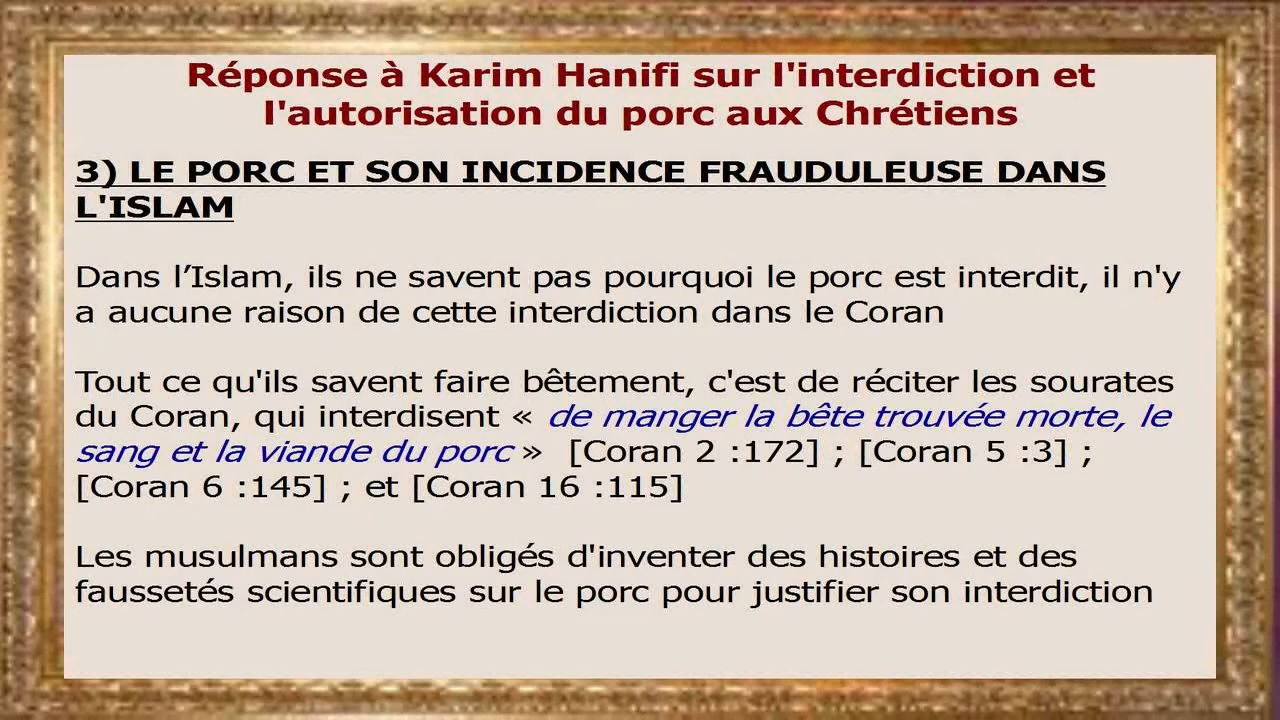 Réponse à Karim Hanifi sur l'interdiction et
l'autorisation du porc aux Chrétiens
3) LE PORC ET SON INCIDENCE FRAUDULEUSE DANS
L'ISLAM
Dans l’Islam, ils ne savent pas pourquoi le porc est interdit, il n'y
a aucune raison de cette interdiction dans le Coran
Tout ce qu'ils savent faire bêtement, c'est de réciter les sourates
du Coran, qui interdisent « de manger la bête trouvée morte, le
sang et la viande du porc » [Coran 2 :172] ; [Coran 5 :3] ;
[Coran 6 :145] ; et [Coran 16 :115]
Les musulmans sont obligés d'inventer des histoires et des
faussetés scientifiques sur le porc pour justifier son interdiction